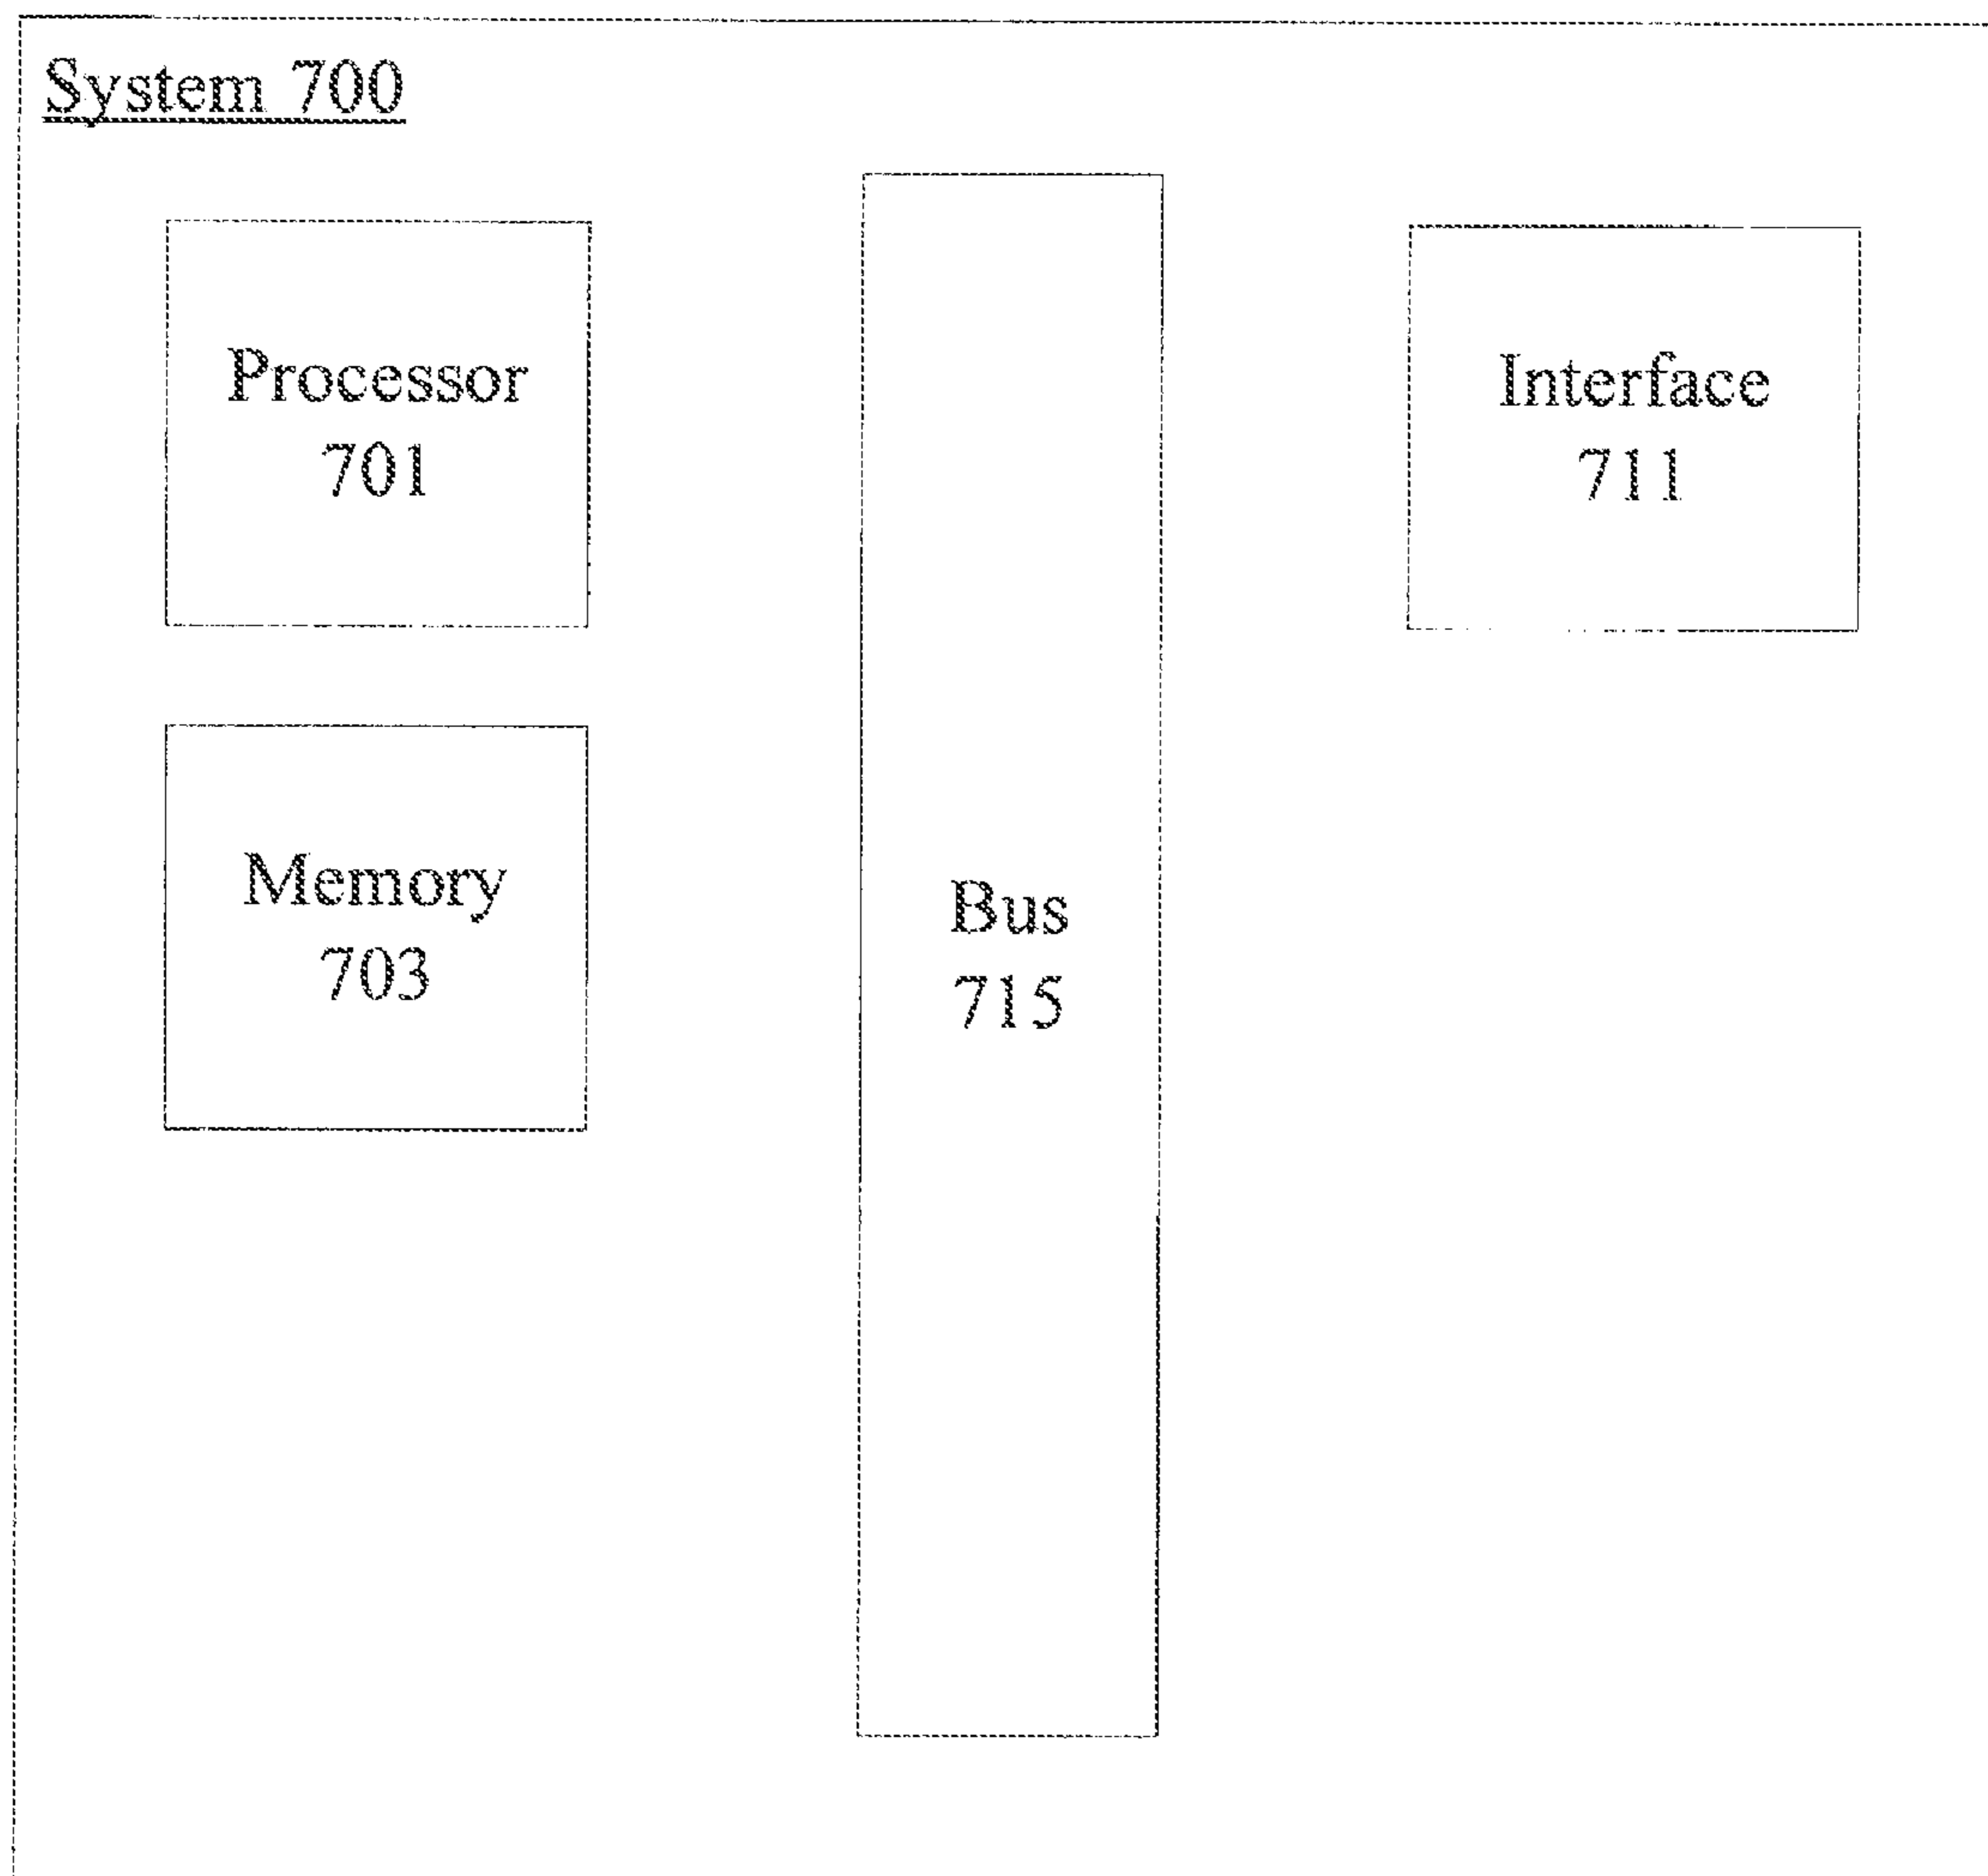 System 700
Processor
701
Interface
711
Memory
703
Bus
715